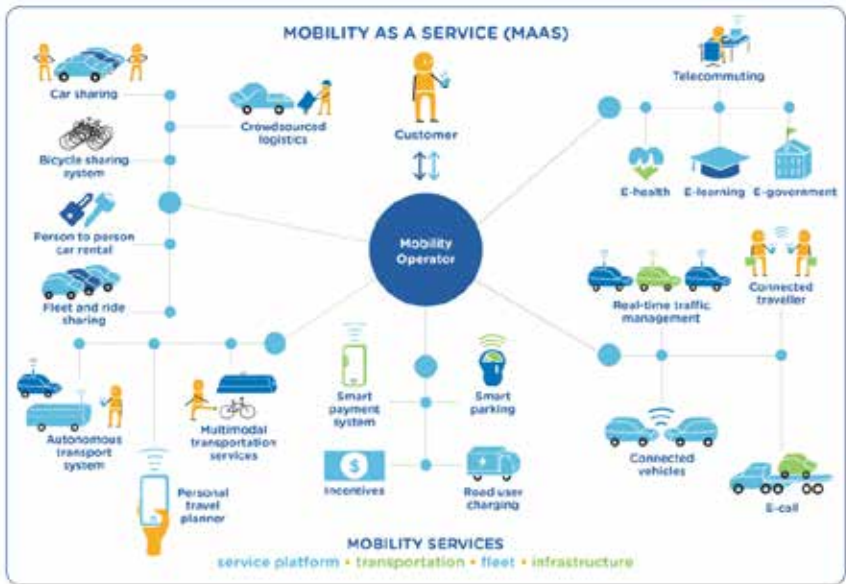 MOBILITY AS A SERVICE (MAAS)
Car sharing
Crowdsourced
logistics
Customer
Telecommuting
Bicycle sharing
system
E-health
E-learning
E-government
Person to person
car rental
Mobility
Operator
Fleet and ride
sharing
Real-time traffic
management
Connected
traveller
Autonomous
transport
system
Multimodal
transportation
services
Smart
payment
system
Smart
parking
Connected
vehicles
Personal
travel
planner
$
Incentives
Road user
charging
E-call
MOBILITY SERVICES
service platform • transportation • fleet • infrastructure